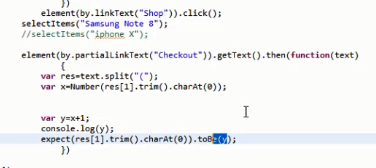 })
element(by.linkText("Shop")).click();
selectItems("Samsung Note 8");
//selectItems("iphone X");
element(by.partialLinkText("Checkout")).getText().then(function(text)
{
var res=text.split("(");
var x=Number(res[1].trim().charAt(0));
var y=x+1;
console.log(y);
expect(res[1].trim().charAt(0)).toBe(y);
})